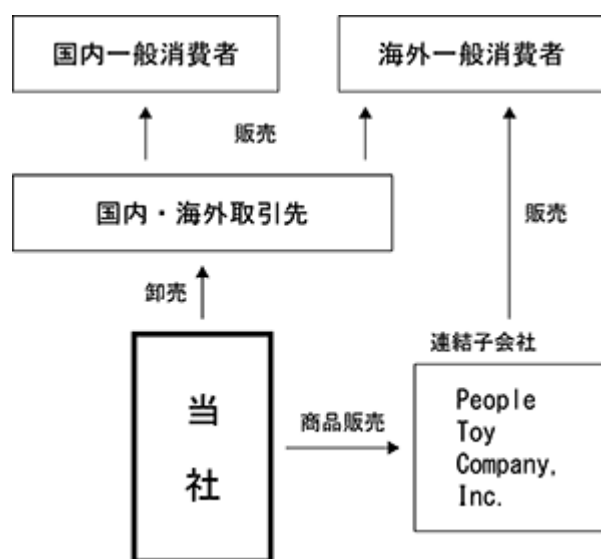 国内一般消費者
海外一般消費者
販売
国内・海外取引先
販売
卸売
連結子会社
当
社
商品販売
People
Toy
Company,
Inc.